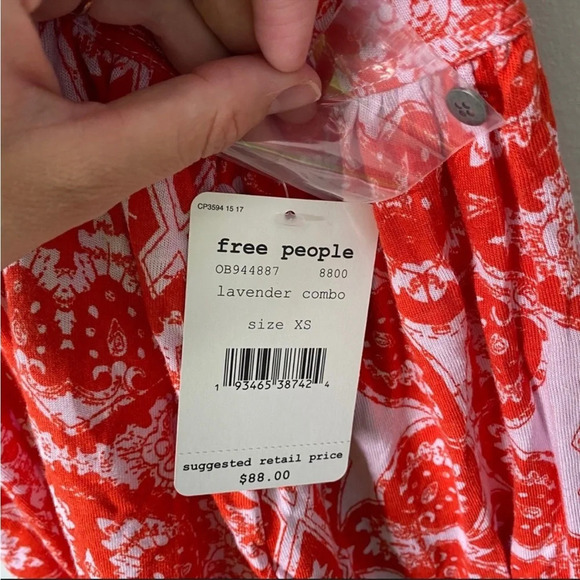 CP3594 15 17
free people
OB944887 8800
lavender combo
size XS
1 93465 38742 4
suggested retail price
$88.00